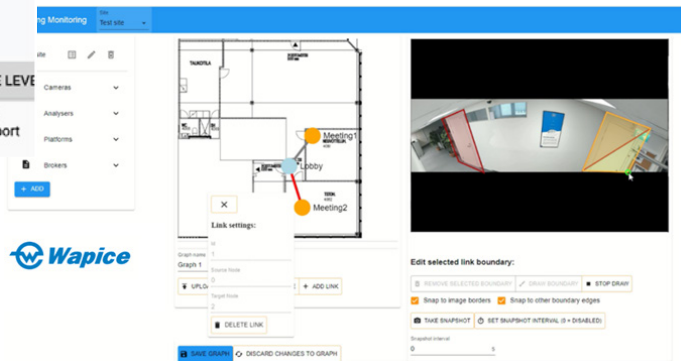 ng Monitoring
Site
Test site
ite
E LEVE
port
Cameras
Analysers
Platforms
Brokers
+ ADD
Wapice
TAUKOTILA
Meeting1
Lobby
Meeting2
Link settings:
Id
1
Source Node
0
Target Node
2
DELETE LINK
Graph name
Graph 1
UPLO
+ ADD LINK
SAVE GRAPH
DISCARD CHANGES TO GRAPH
Edit selected link boundary:
REMOVE SELECTED BOUNDARY
DRAW BOUNDARY
STOP DRAW
Snap to image borders
Snap to other boundary edges
TAKE SNAPSHOT
SET SNAPSHOT INTERVAL (0 = DISABLED)
Snapshot interval
0
s